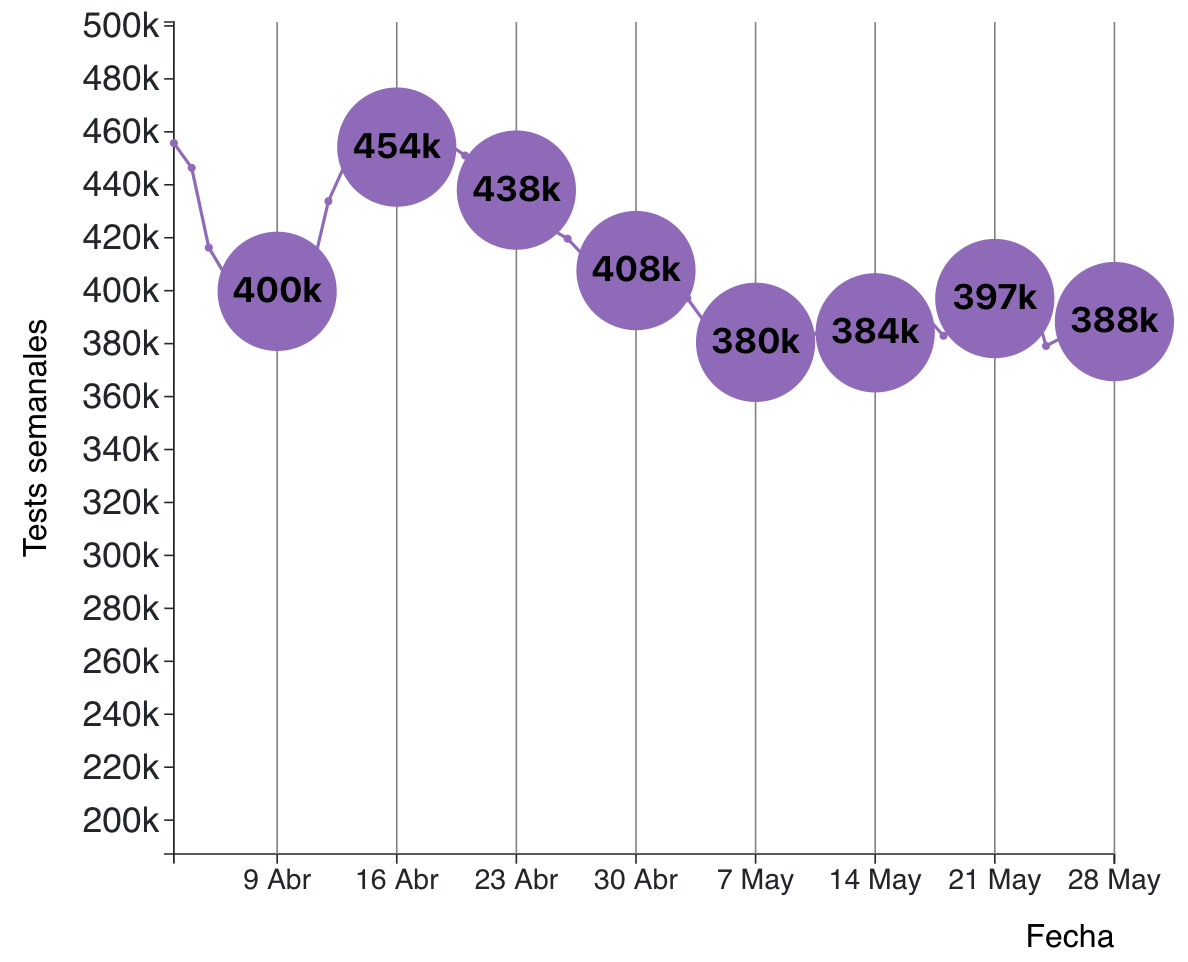 500k
480k
460k
440k
420k
400k
380k
360k
340k
320k
300k
280k
260k
240k
220k
200k
Tests semanales
400k
454k
438k
408k
380k
384k
397k
388k
9 Abr
16 Abr
23 Abr
30 Abr
7 May
14 May
21 May
28 May
Fecha